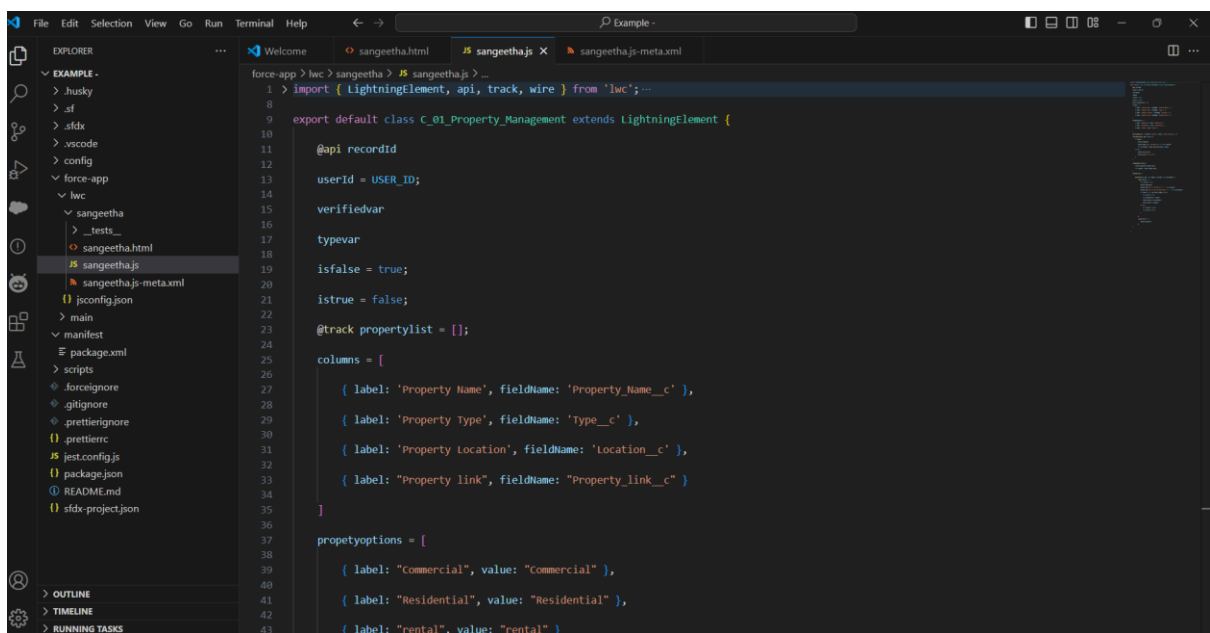 File Edit Selection View Go Run Terminal Help
Example -
EXPLORER
EXAMPLE -
.husky
.sf
.sfdx
.vscode
config
force-app
lwc
sangeetha
__tests__
sangeetha.html
JS sangeetha.js
sangeetha.js-meta.xml
{} jsconfig.json
main
manifest
package.xml
scripts
.forceignore
.gitignore
.prettierignore
{} .prettierrc
JS jest.config.js
{} package.json
README.md
{} sfdx-project.json
OUTLINE
TIMELINE
RUNNING TASKS
Welcome sangeetha.html JS sangeetha.js sangeetha.js-meta.xml
force-app > lwc > sangeetha > JS sangeetha.js > ...
1 > import { LightningElement, api, track, wire } from 'lwc'; ...
8
9 export default class C_01_Property_Management extends LightningElement {
10
11 @api recordId
12
13 userId = USER_ID;
14
15 verifiedvar
16
17 typevar
18
19 isfalse = true;
20
21 istrue = false;
22
23 @track propertylist = [];
24
25 columns = [
26
27 { label: 'Property Name', fieldName: 'Property_Name__c' },
28
29 { label: 'Property Type', fieldName: 'Type__c' },
30
31 { label: 'Property Location', fieldName: 'Location__c' },
32
33 { label: "Property link", fieldName: "Property_link__c" }
34
35 ]
36
37 propetyoptions = [
38
39 { label: "Commercial", value: "Commercial" },
40
41 { label: "Residential", value: "Residential" },
42
43 { label: "rental", value: "rental" }